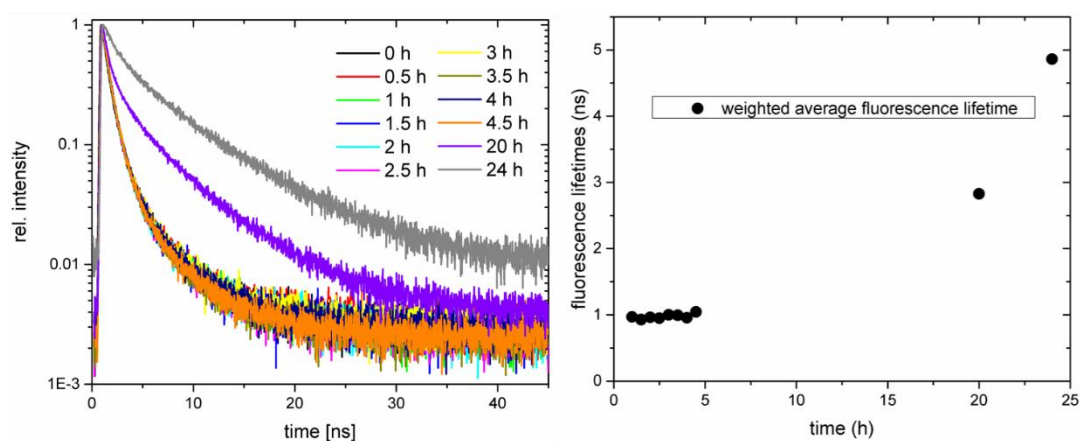 1
0.1
0.01
1E-3
rel. intensity
0 h
0.5 h
1 h
1.5 h
2 h
2.5 h
3 h
3.5 h
4 h
4.5 h
20 h
24 h
0 10 20 30 40
time [ns]
5
4
3
2
1
0
fluorescence lifetimes (ns)
weighted average fluorescence lifetime
0 5 10 15 20 25
time (h)